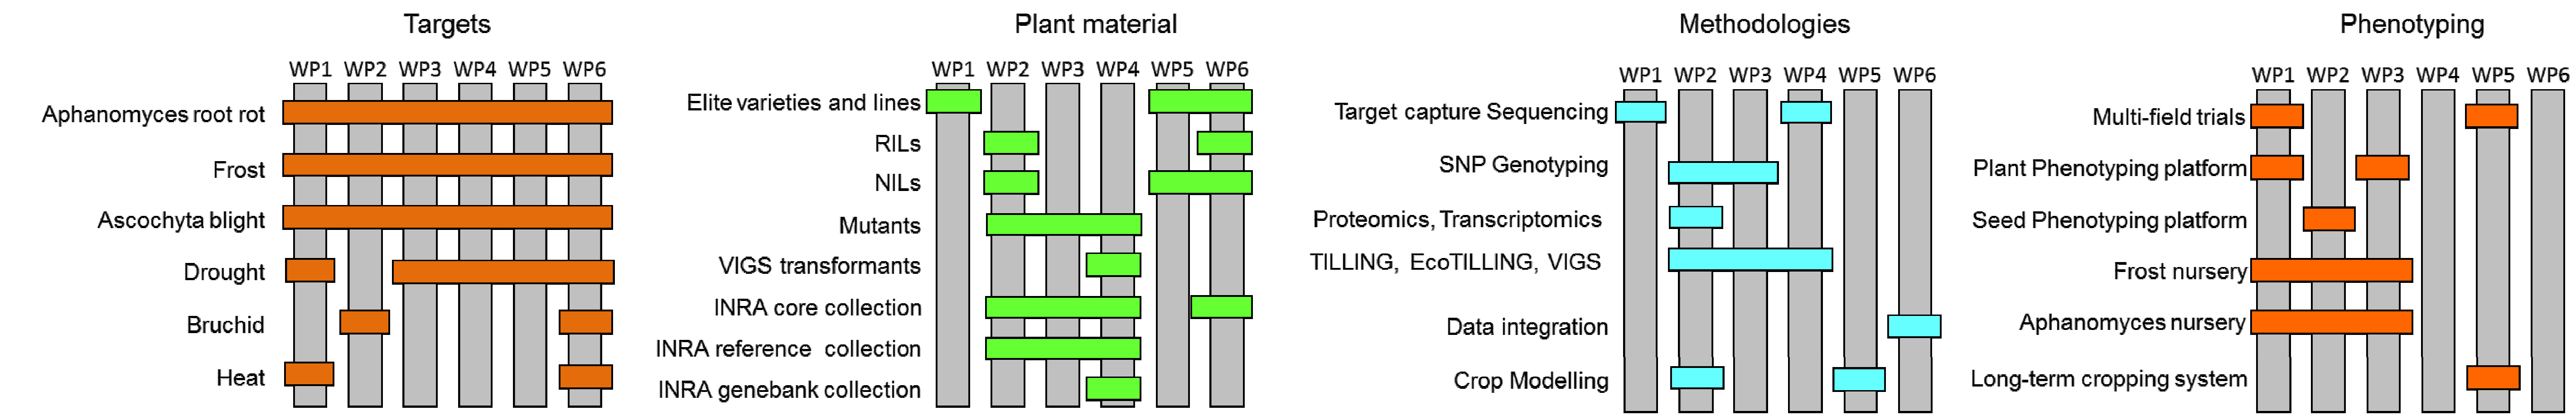 Targets
WP1 WP2 WP3 WP4 WP5 WP6
Aphanomyces root rot
Frost
Ascochyta blight
Drought
Bruchid
Heat
Plant material
WP1 WP2 WP3 WP4 WP5 WP6
Elite varieties and lines
RILs
NILs
Mutants
VIGS transformants
INRA core collection
INRA reference collection
INRA genebank collection
Methodologies
WP1 WP2 WP3 WP4 WP5 WP6
Target capture Sequencing
SNP Genotyping
Proteomics, Transcriptomics
TILLING, EcoTILLING, VIGS
Data integration
Crop Modelling
Phenotyping
WP1 WP2 WP3 WP4 WP5 WP6
Multi-field trials
Plant Phenotyping platform
Seed Phenotyping platform
Frost nursery
Aphanomyces nursery
Long-term cropping system